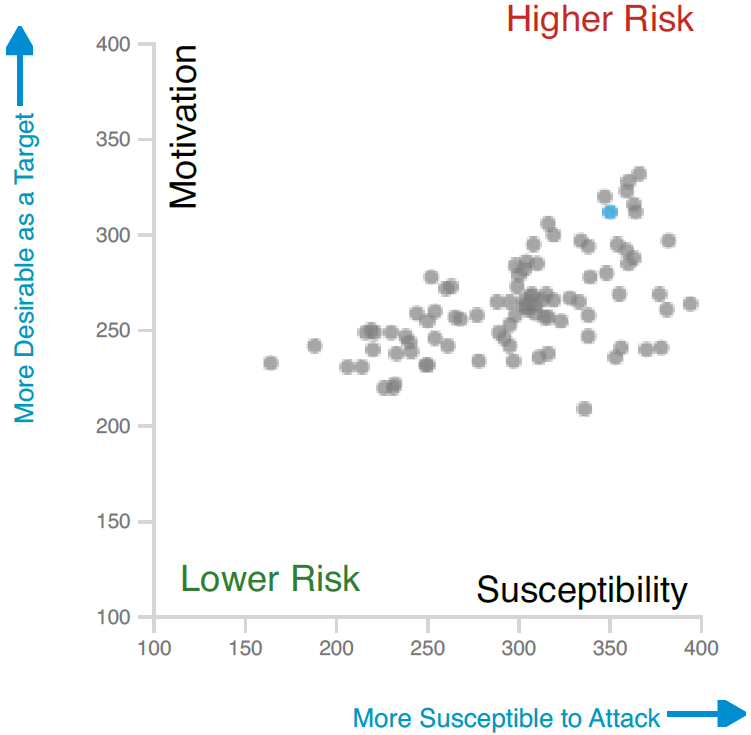 Higher Risk
400
350
300
250
200
150
100
Motivation
More Desirable as a Target
Lower Risk
Susceptibility
100 150 200 250 300 350 400
More Susceptible to Attack